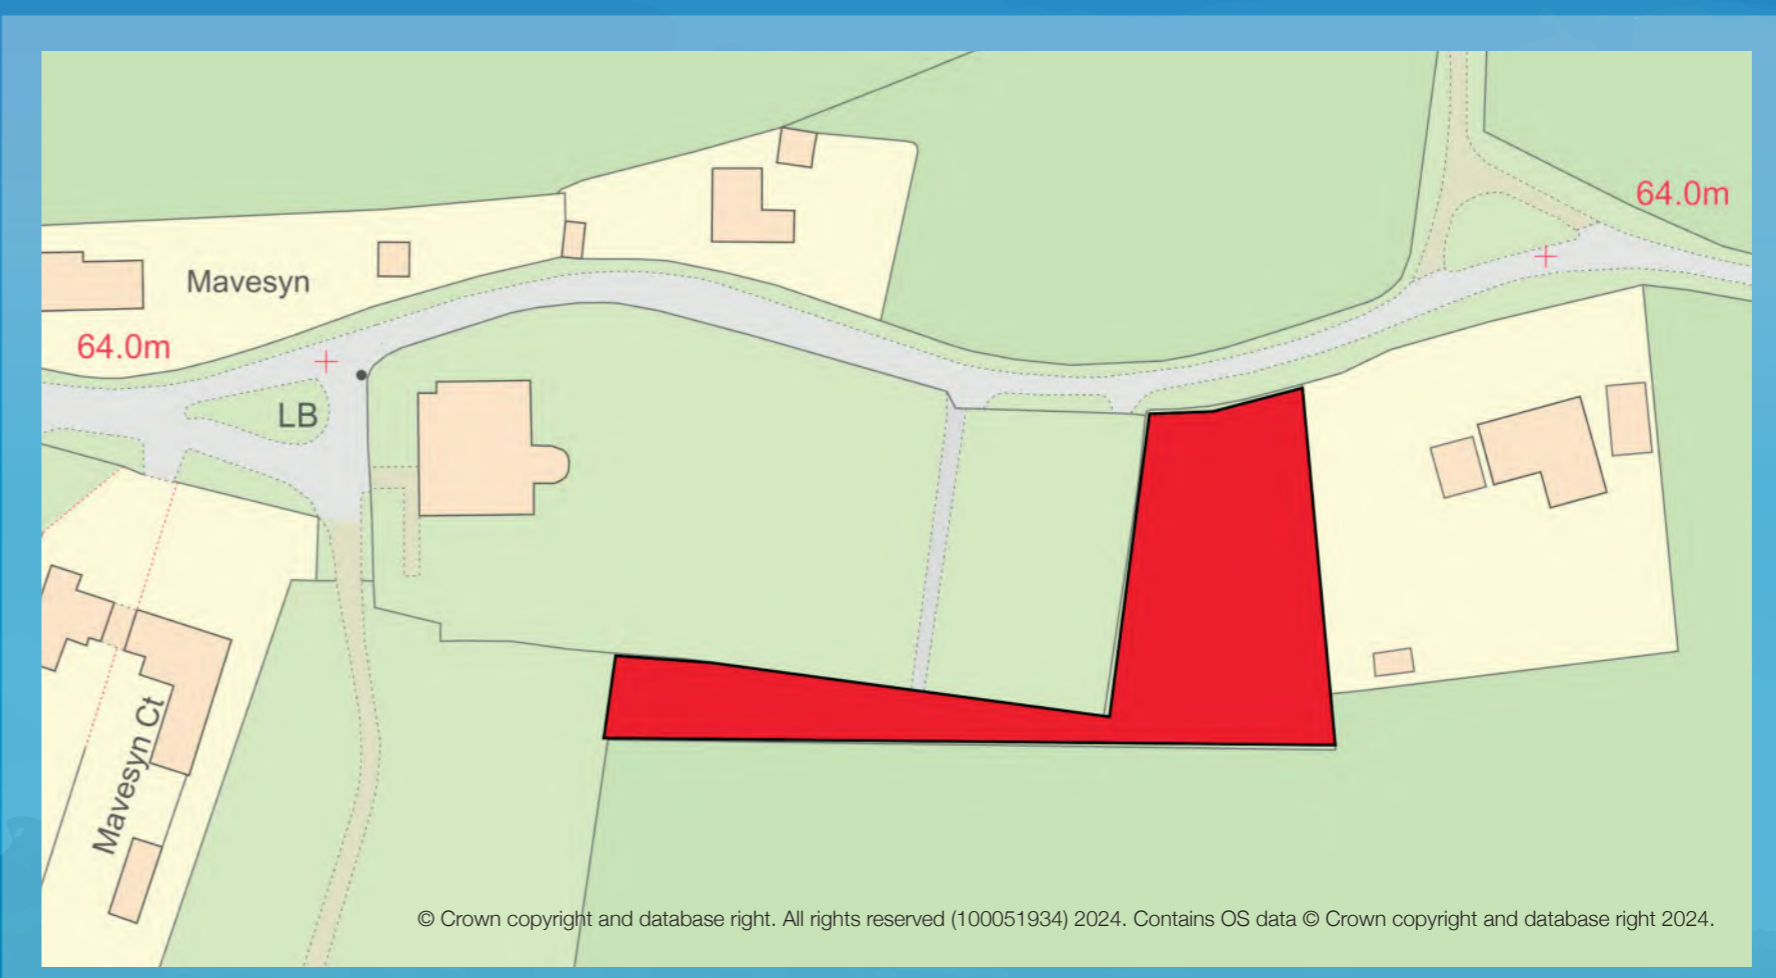 64.0m
Mavesyn
64.0m
LB
Mavesyn Ct
© Crown copyright and database right. All rights reserved (100051934) 2024. Contains OS data © Crown copyright and database right 2024.